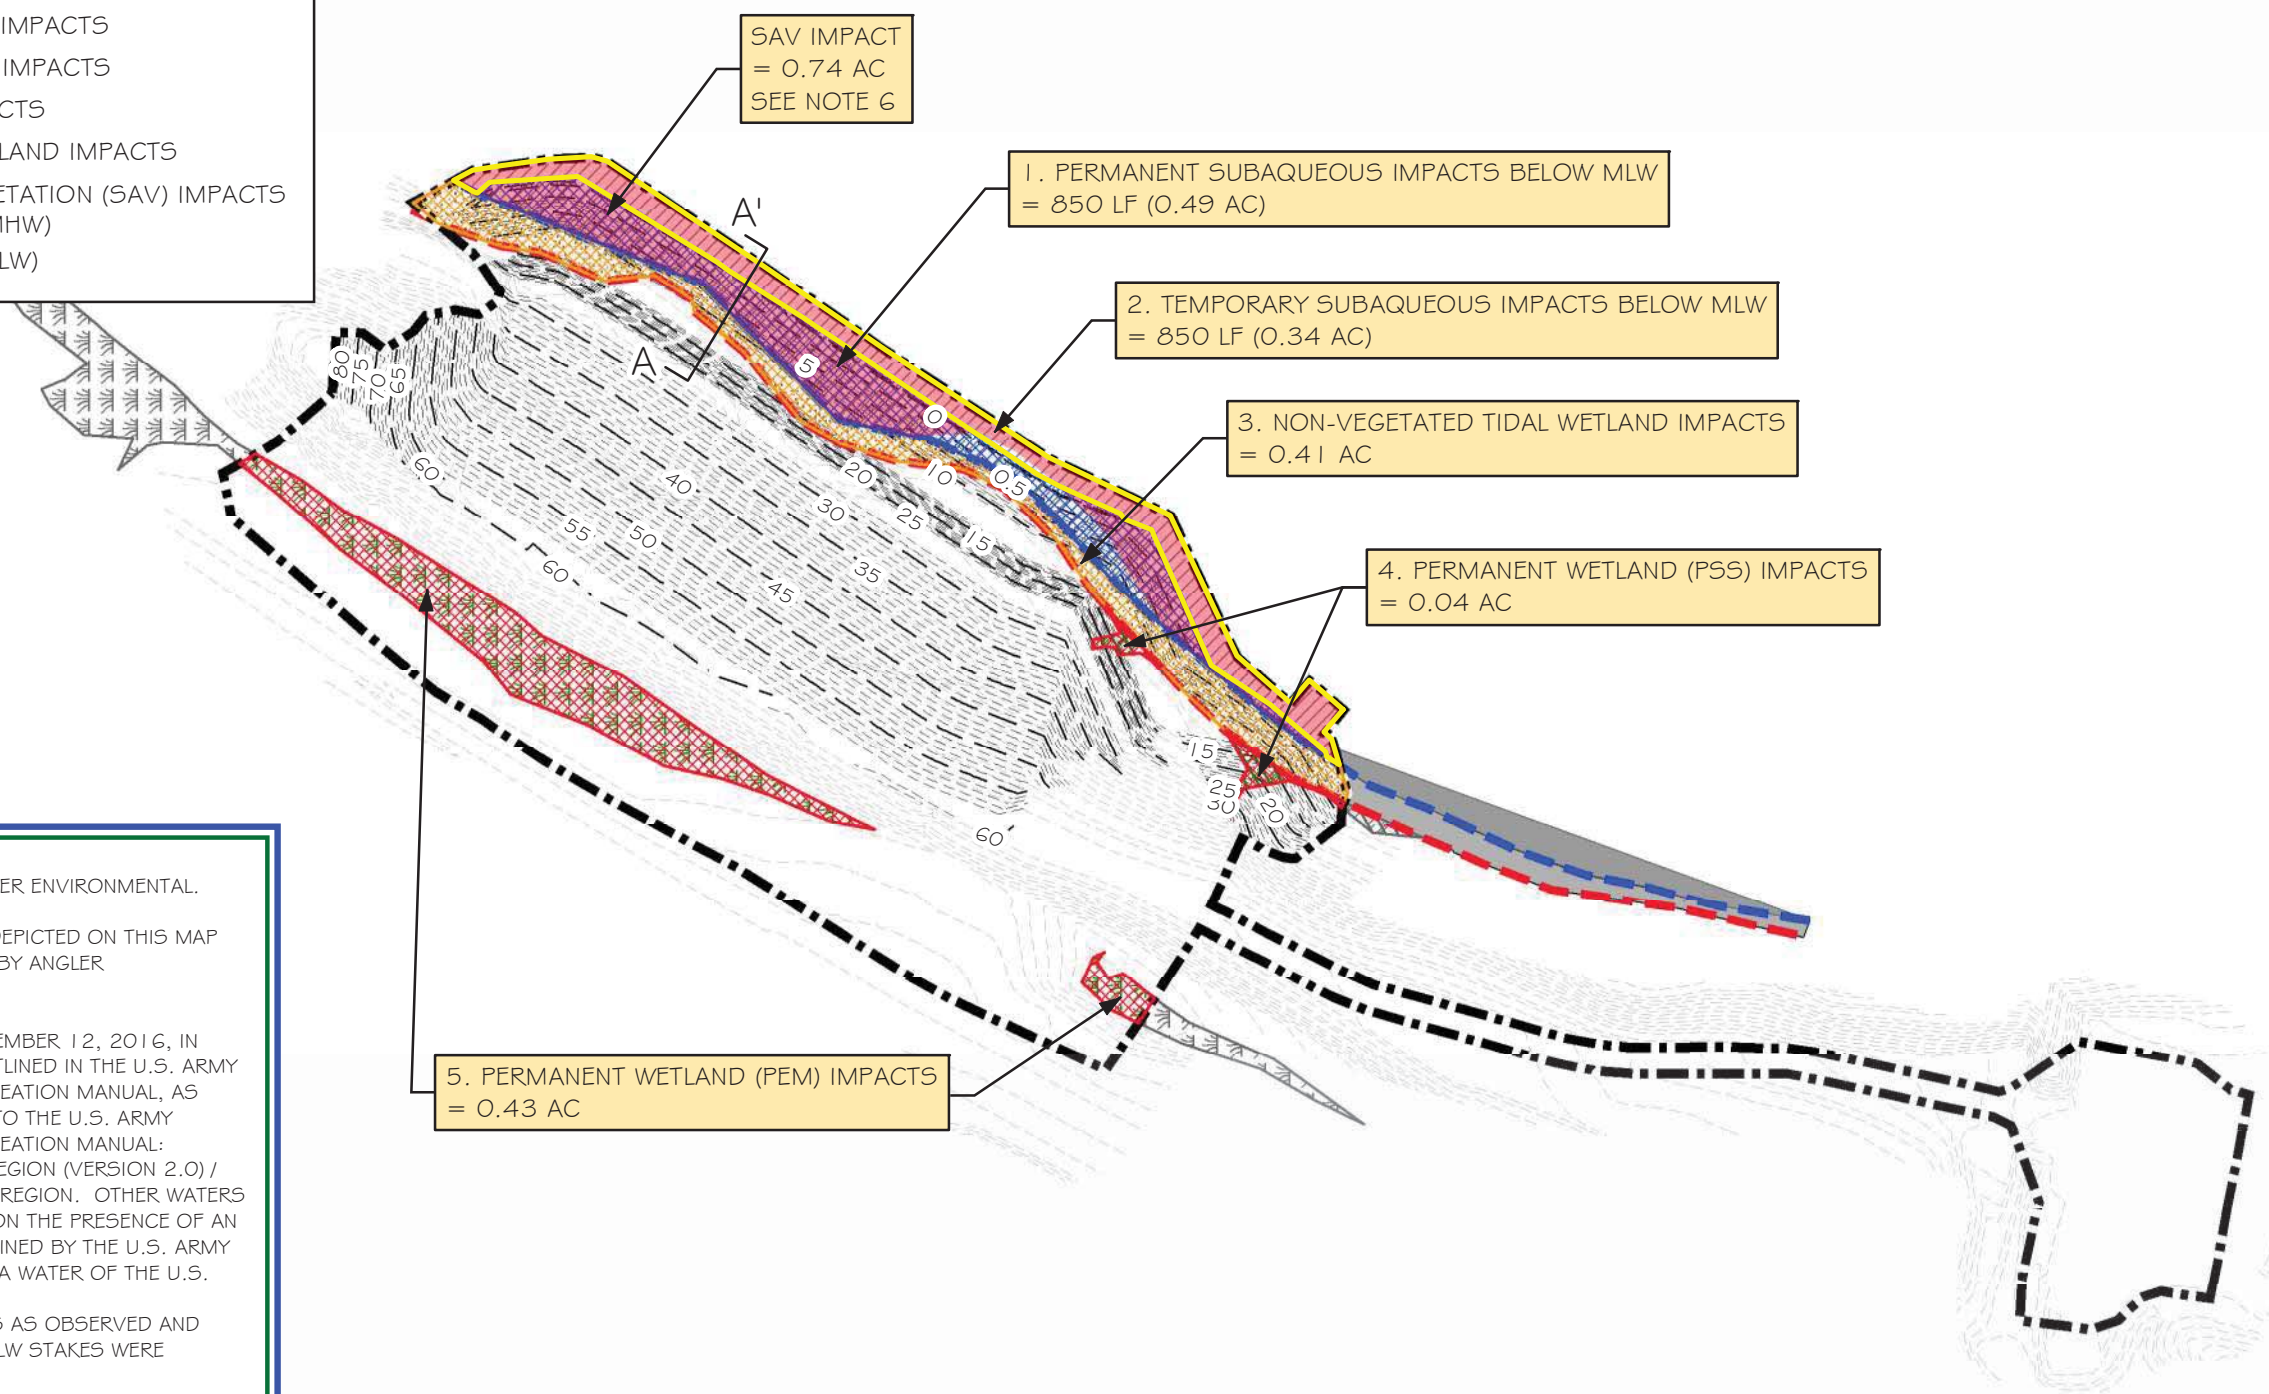 IMPACTS
IMPACTS
CTS
LAND IMPACTS
ETATION (SAV) IMPACTS
MHW)
LW)
SAV IMPACT
= 0.74 AC
SEE NOTE 6
1. PERMANENT SUBAQUEOUS IMPACTS BELOW MLW
= 850 LF (0.49 AC)
2. TEMPORARY SUBAQUEOUS IMPACTS BELOW MLW
= 850 LF (0.34 AC)
3. NON-VEGETATED TIDAL WETLAND IMPACTS
= 0.41 AC
4. PERMANENT WETLAND (PSS) IMPACTS
= 0.04 AC
5. PERMANENT WETLAND (PEM) IMPACTS
= 0.43 AC
A'
A
80
75
70
65
5
0
0.5
60
40
20
10
30
25
15
55
50
35
60
45
15
25
30
20
60
ER ENVIRONMENTAL.
DEPICTED ON THIS MAP
BY ANGLER
EMBER 12, 2016, IN
TLINED IN THE U.S. ARMY
EATION MANUAL, AS
TO THE U.S. ARMY
EATION MANUAL:
EGION (VERSION 2.0) /
REGION. OTHER WATERS
ON THE PRESENCE OF AN
INED BY THE U.S. ARMY
A WATER OF THE U.S.
S AS OBSERVED AND
LW STAKES WERE